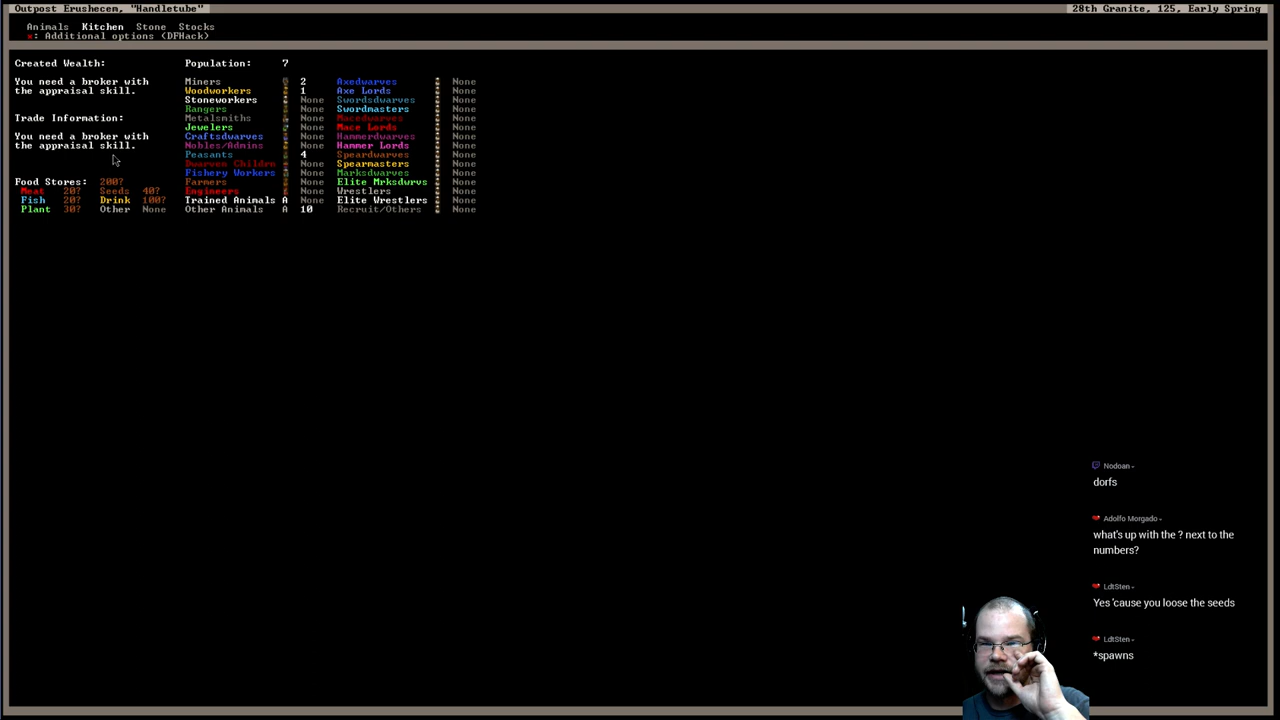 Outpost Erushecem, "Handletube"
28th Granite, 125, Early Spring
Animals Kitchen Stone Stocks
x: Additional options (DFHack)
Created Wealth: Population: 7
You need a broker with Miners 2 Axedwarves None
the appraisal skill. Woodworkers 1 Axe Lords None
Stoneworkers None Swordsdwarves None
Rangers None Swordmasters None
Trade Information: Metalsmiths None Macedwarves None
Jewelers None Mace Lords None
You need a broker with Craftsdwarves None Hammerdwarves None
the appraisal skill. Nobles/Admins None Hammer Lords None
Peasants 4 Speardwarves None
Dwarven Children None Spearmasters None
Fishery Workers None Marksdwarves None
Food Stores: 200? Farmers None Elite Mrksdwrvs None
Meat 20? Seeds 40? Engineers None Wrestlers None
Fish 20? Drink 100? Trained Animals A None Elite Wrestlers None
Plant 30? Other None Other Animals A 10 Recruit/Others None
Nodoan
dorfs
Adolfo Morgado
what's up with the ? next to the
numbers?
LdtSten
Yes 'cause you loose the seeds
LdtSten
*spawns